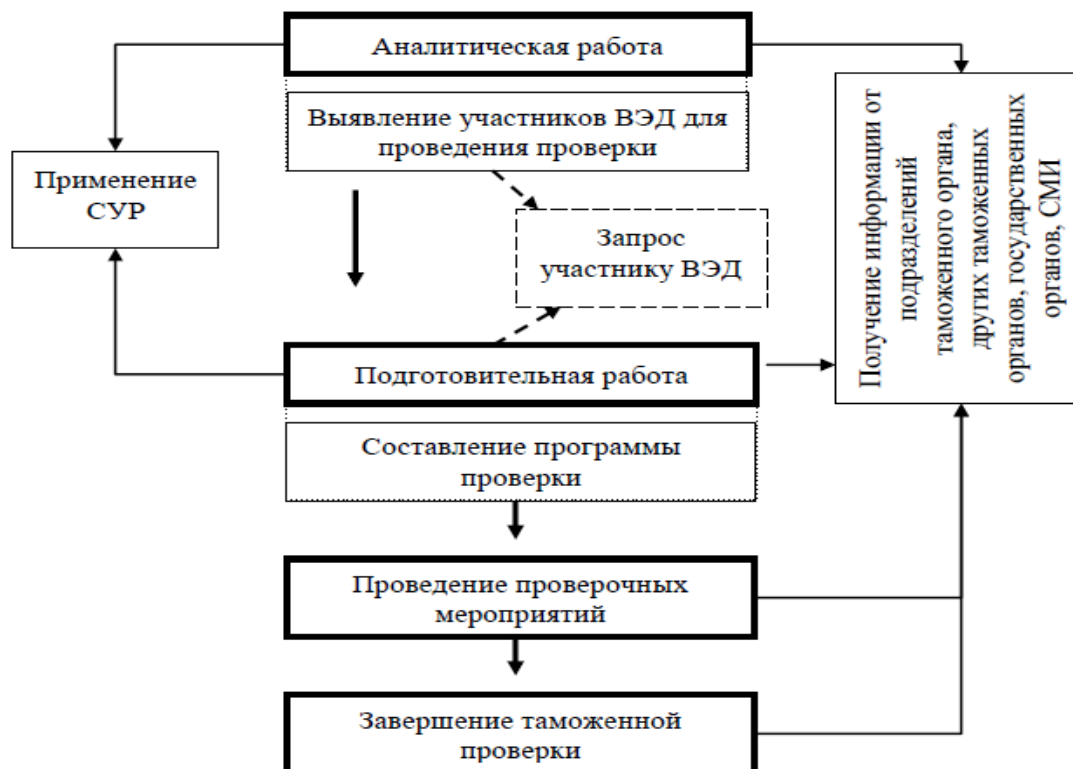 Аналитическая работа
Выявление участников ВЭД для
проведения проверки
Применение
СУР
Запрос
участнику ВЭД
Получение информации от
подразделений
таможенного органа,
других таможенных
органов, государственных
органов, СМИ
Подготовительная работа
Составление программы
проверки
Проведение проверочных
мероприятий
Завершение таможенной
проверки